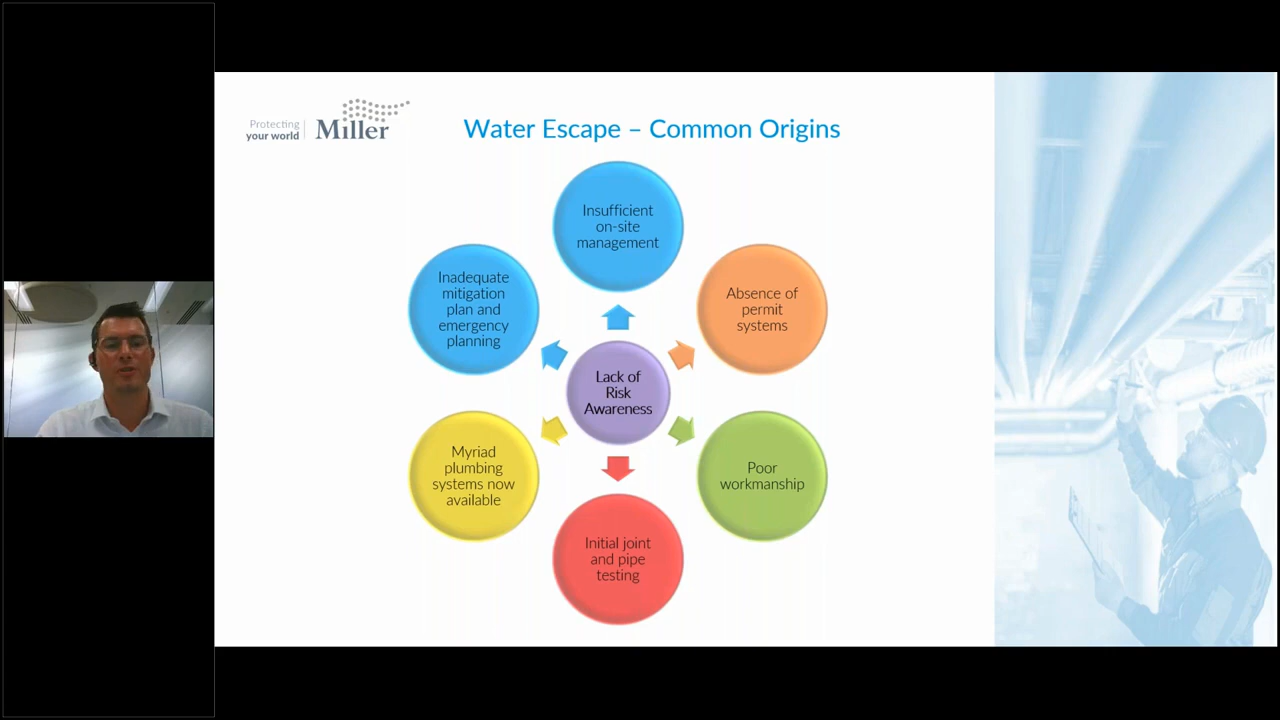 Protecting
your world
Miller
Water Escape – Common Origins
Insufficient
on-site
management
Inadequate
mitigation
plan and
emergency
planning
Absence of
permit
systems
Lack of
Risk
Awareness
Myriad
plumbing
systems now
available
Poor
workmanship
Initial joint
and pipe
testing